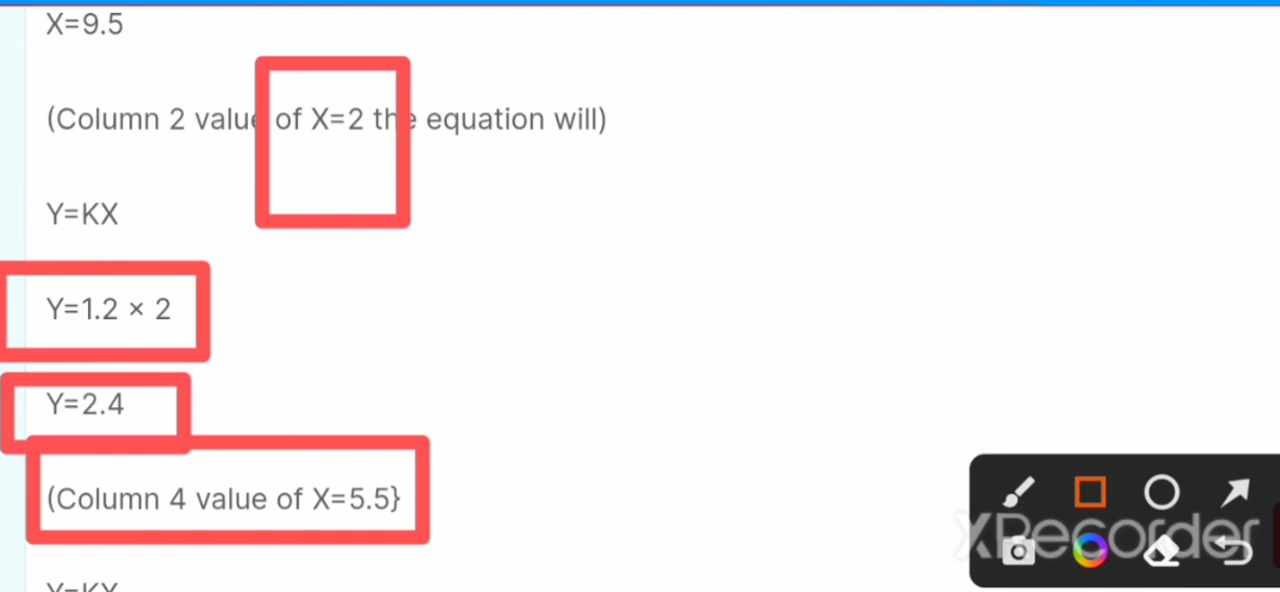 X=9.5
(Column 2 value of X=2 the equation will)
Y=KX
Y=1.2 × 2
Y=2.4
(Column 4 value of X=5.5}
Y=KX
XRecorder